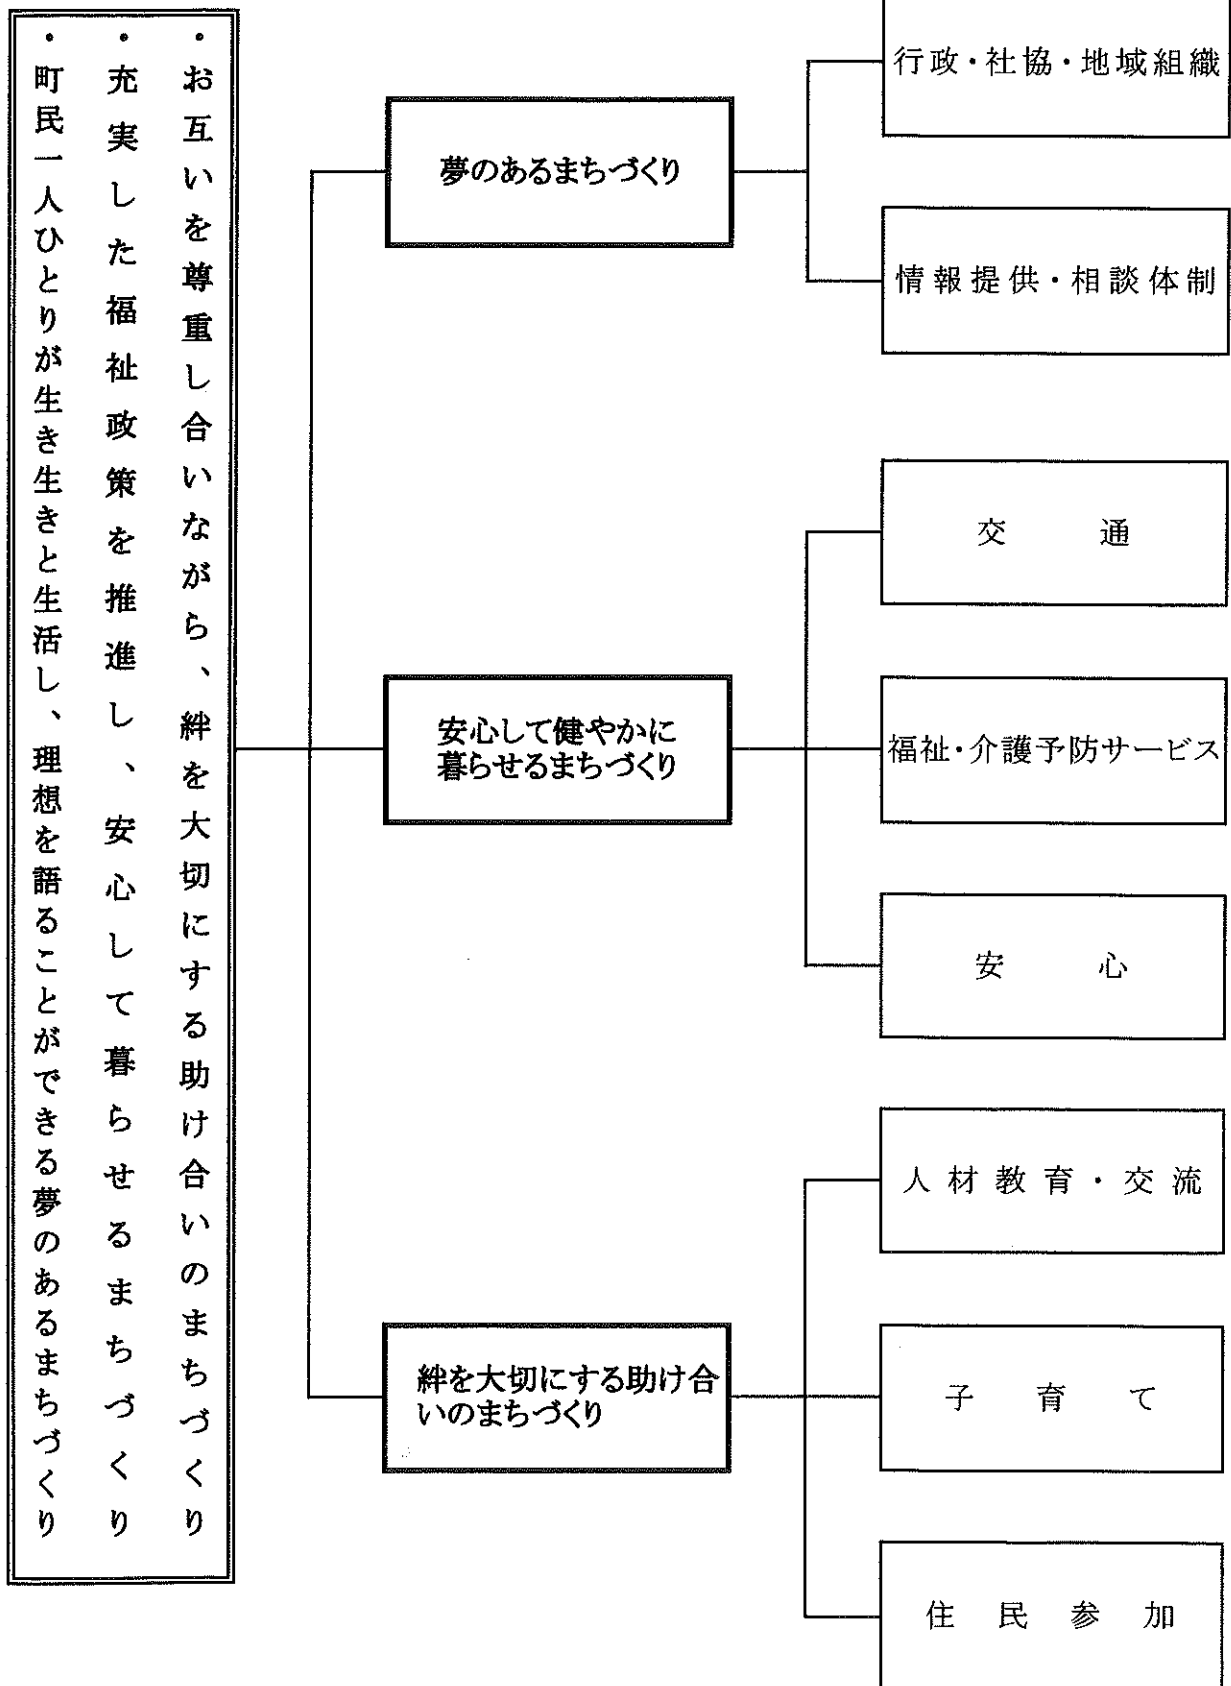 ・お互いを尊重し合いながら、絆を大切にする助け合いのまちづくり
・充実した福祉政策を推進し、安心して暮らせるまちづくり
・町民一人ひとりが生き生きと生活し、理想を語ることができる夢のあるまちづくり
夢のあるまちづくり
行政・社協・地域組織
情報提供・相談体制
安心して健やかに
暮らせるまちづくり
交通
福祉・介護予防サービス
安心
絆を大切にする助け合
いのまちづくり
人材教育・交流
子育て
住民参加